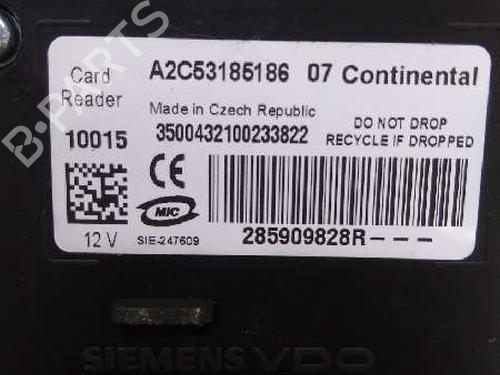 Card Reader
A2C53185186 07 Continental
Made in Czech Republic
10015
3500432100233822
DO NOT DROP
RECYCLE IF DROPPED
CE
MIC
12 V
SIE-247609
285909828R---
SIEMENS VDO
B-PARTS